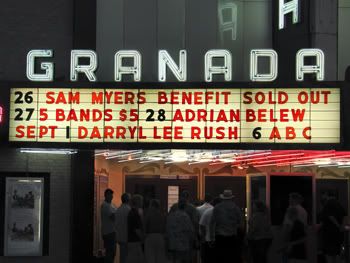 GRANADA
26 SAM MYERS BENEFIT SOLD OUT
27 5 BANDS $5 28 ADRIAN BELEW
SEPT 1 DARRYL LEE RUSH 6 ABC